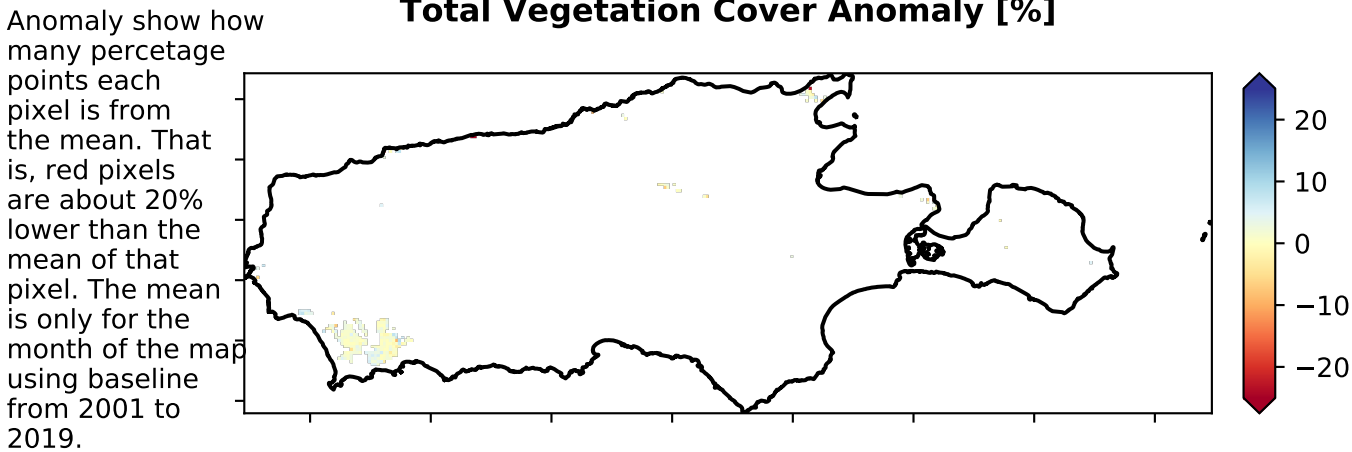 Total Vegetation Cover Anomaly [%]
Anomaly show how
many percetage
points each
pixel is from
the mean. That
is, red pixels
are about 20%
lower than the
mean of that
pixel. The mean
is only for the
month of the map
using baseline
from 2001 to
2019.
20
10
0
−10
−20